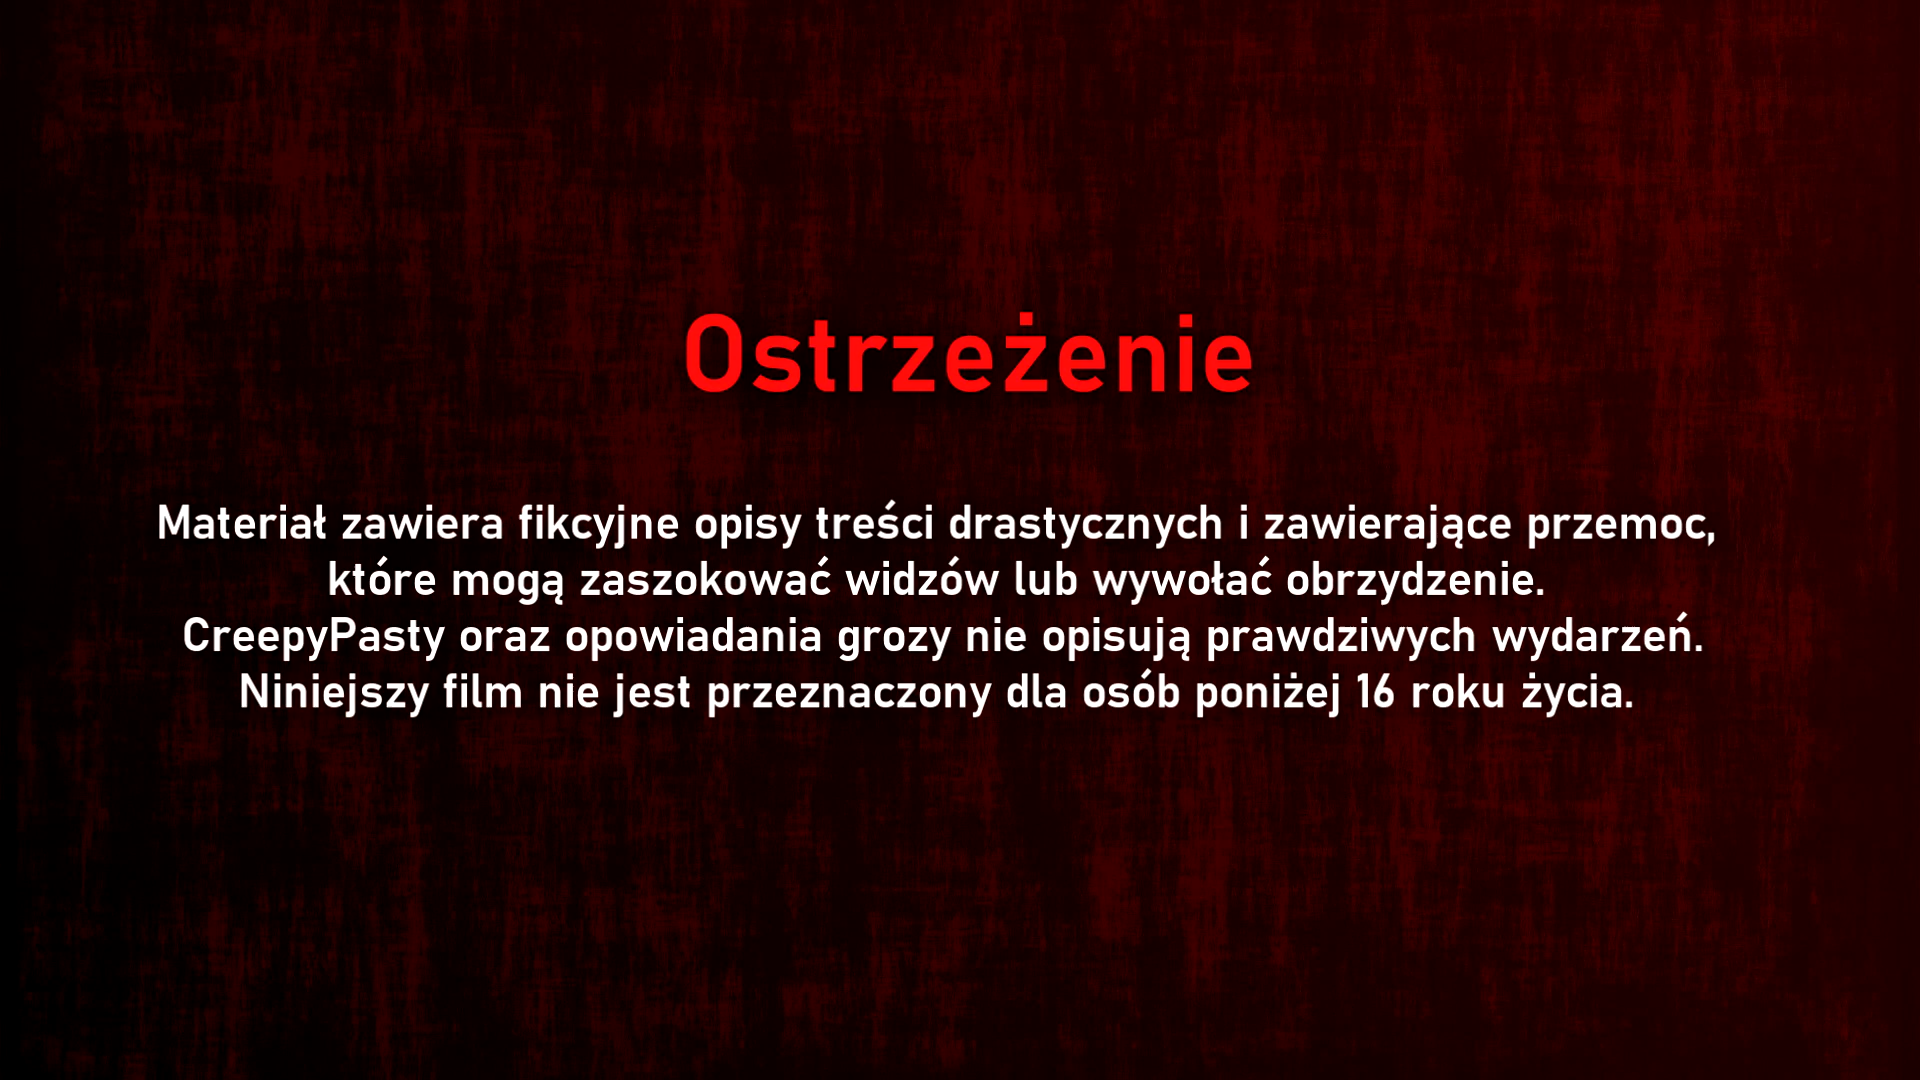 Ostrzeżenie
Materiał zawiera fikcyjne opisy treści drastycznych i zawierające przemoc,
które mogą zaszokować widzów lub wywołać obrzydzenie.
CreepyPasty oraz opowiadania grozy nie opisują prawdziwych wydarzeń.
Niniejszy film nie jest przeznaczony dla osób poniżej 16 roku życia.